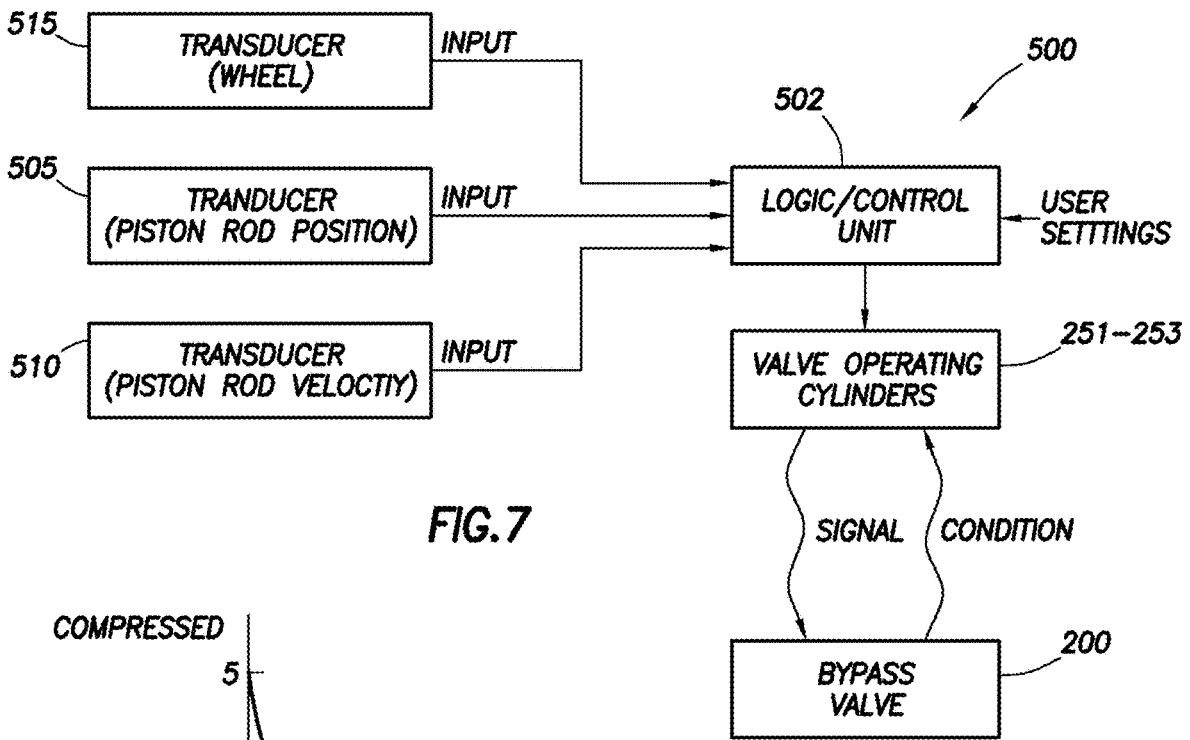 515
TRANSDUCER
(WHEEL)
INPUT
500
502
505
TRANDUCER
(PISTON ROD POSITION)
INPUT
LOGIC/CONTROL
UNIT
USER
SETTTINGS
510
TRANSDUCER
(PISTON ROD VELOCTIY)
INPUT
251-253
VALVE OPERATING
CYLINDERS
FIG.7
SIGNAL
CONDITION
COMPRESSED
5
200
BYPASS
VALVE